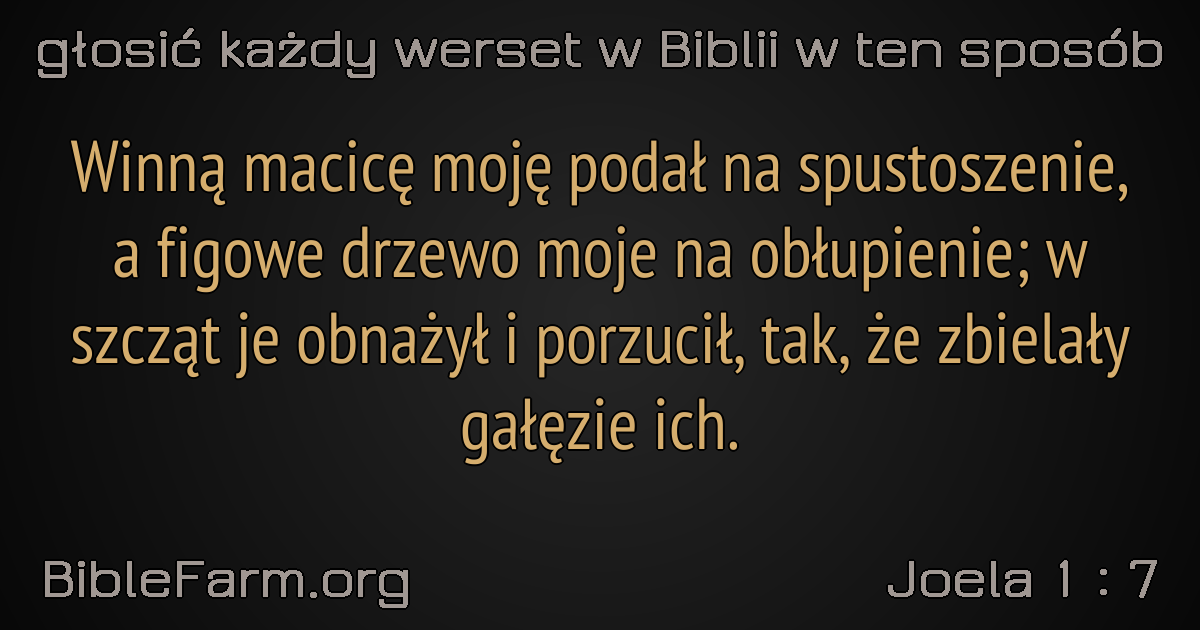 głosić każdy werset w Biblii w ten sposób
Winną macicę moję podał na spustoszenie,
a figowe drzewo moje na obłupienie; w
szcząt je obnażył i porzucił, tak, że zbielały
gałęzie ich.
BibleFarm.org
Joela 1 : 7